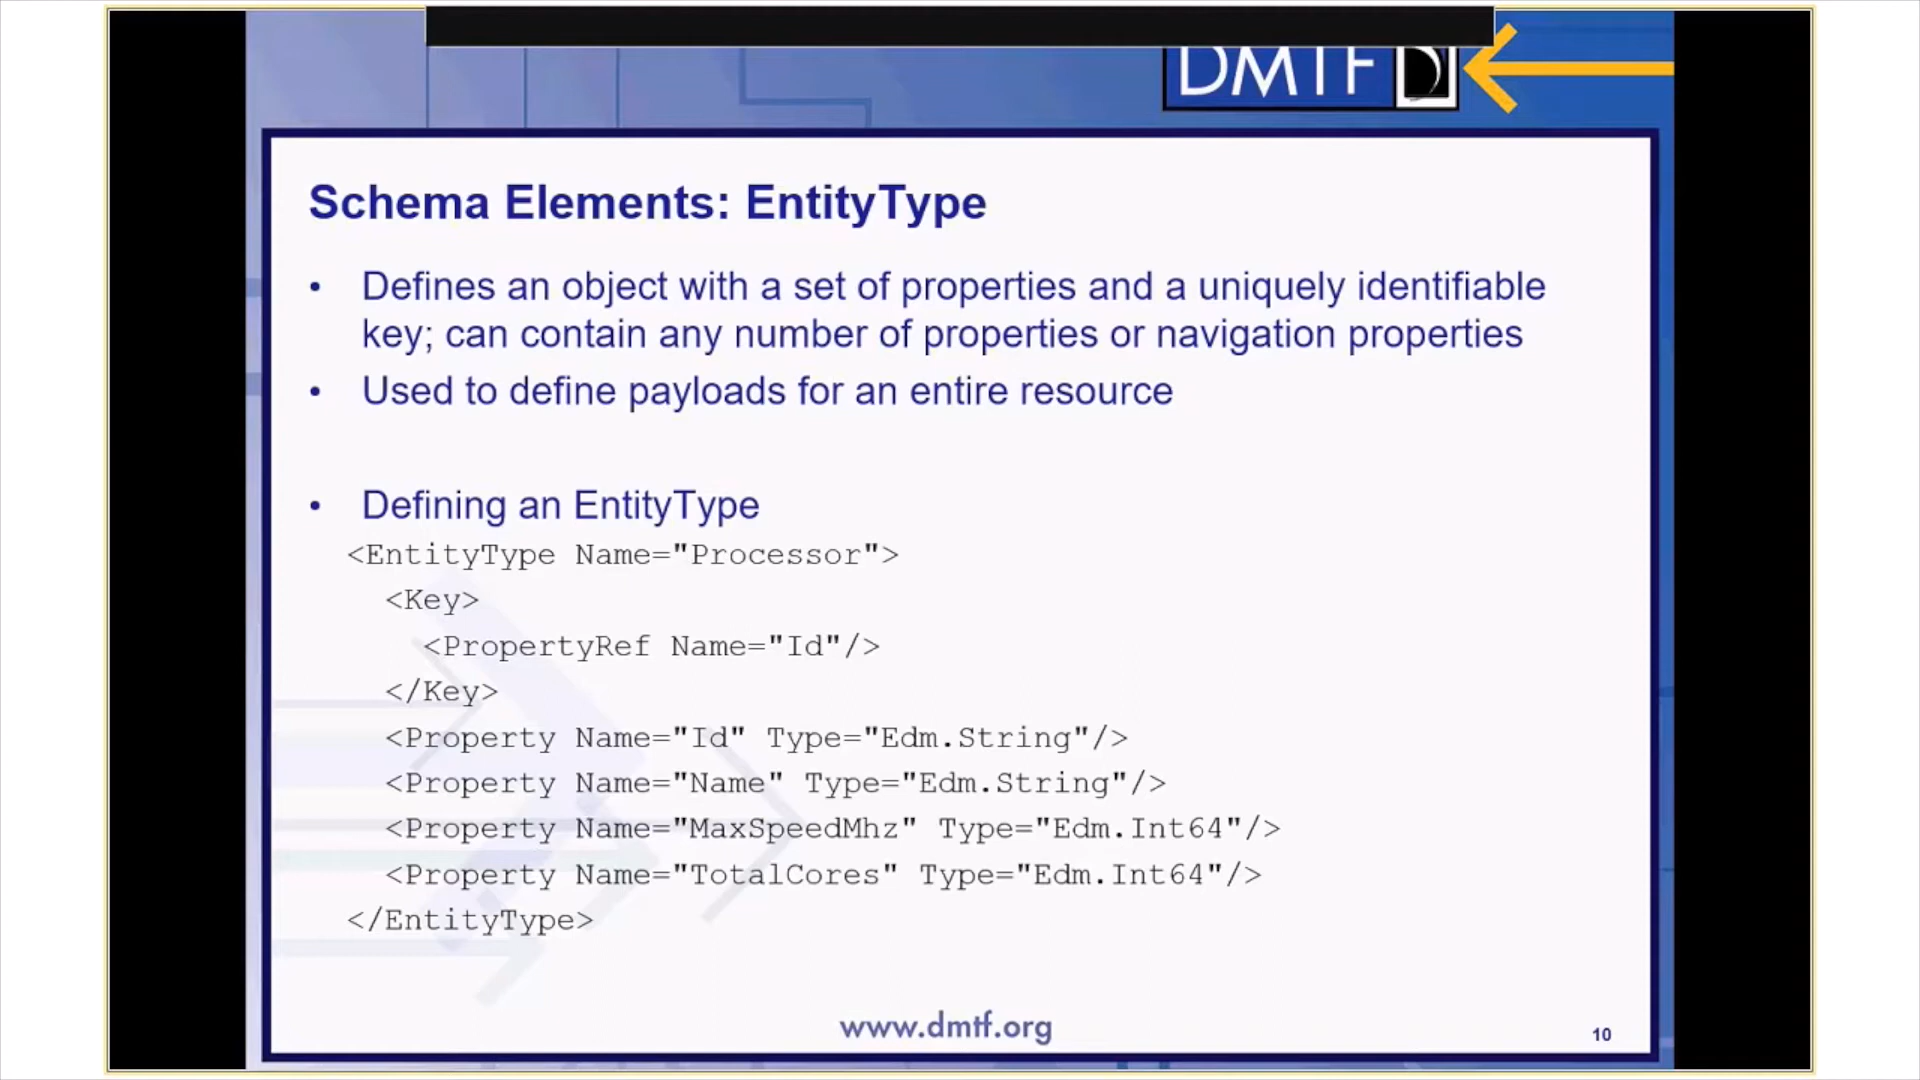 DMTF
Schema Elements: EntityType
• Defines an object with a set of properties and a uniquely identifiable
key; can contain any number of properties or navigation properties
• Used to define payloads for an entire resource
• Defining an EntityType
<EntityType Name="Processor">
<Key>
<PropertyRef Name="Id"/>
</Key>
<Property Name="Id" Type="Edm.String"/>
<Property Name="Name" Type="Edm.String"/>
<Property Name="MaxSpeedMhz" Type="Edm.Int64"/>
<Property Name="TotalCores" Type="Edm.Int64"/>
</EntityType>
www.dmtf.org
10